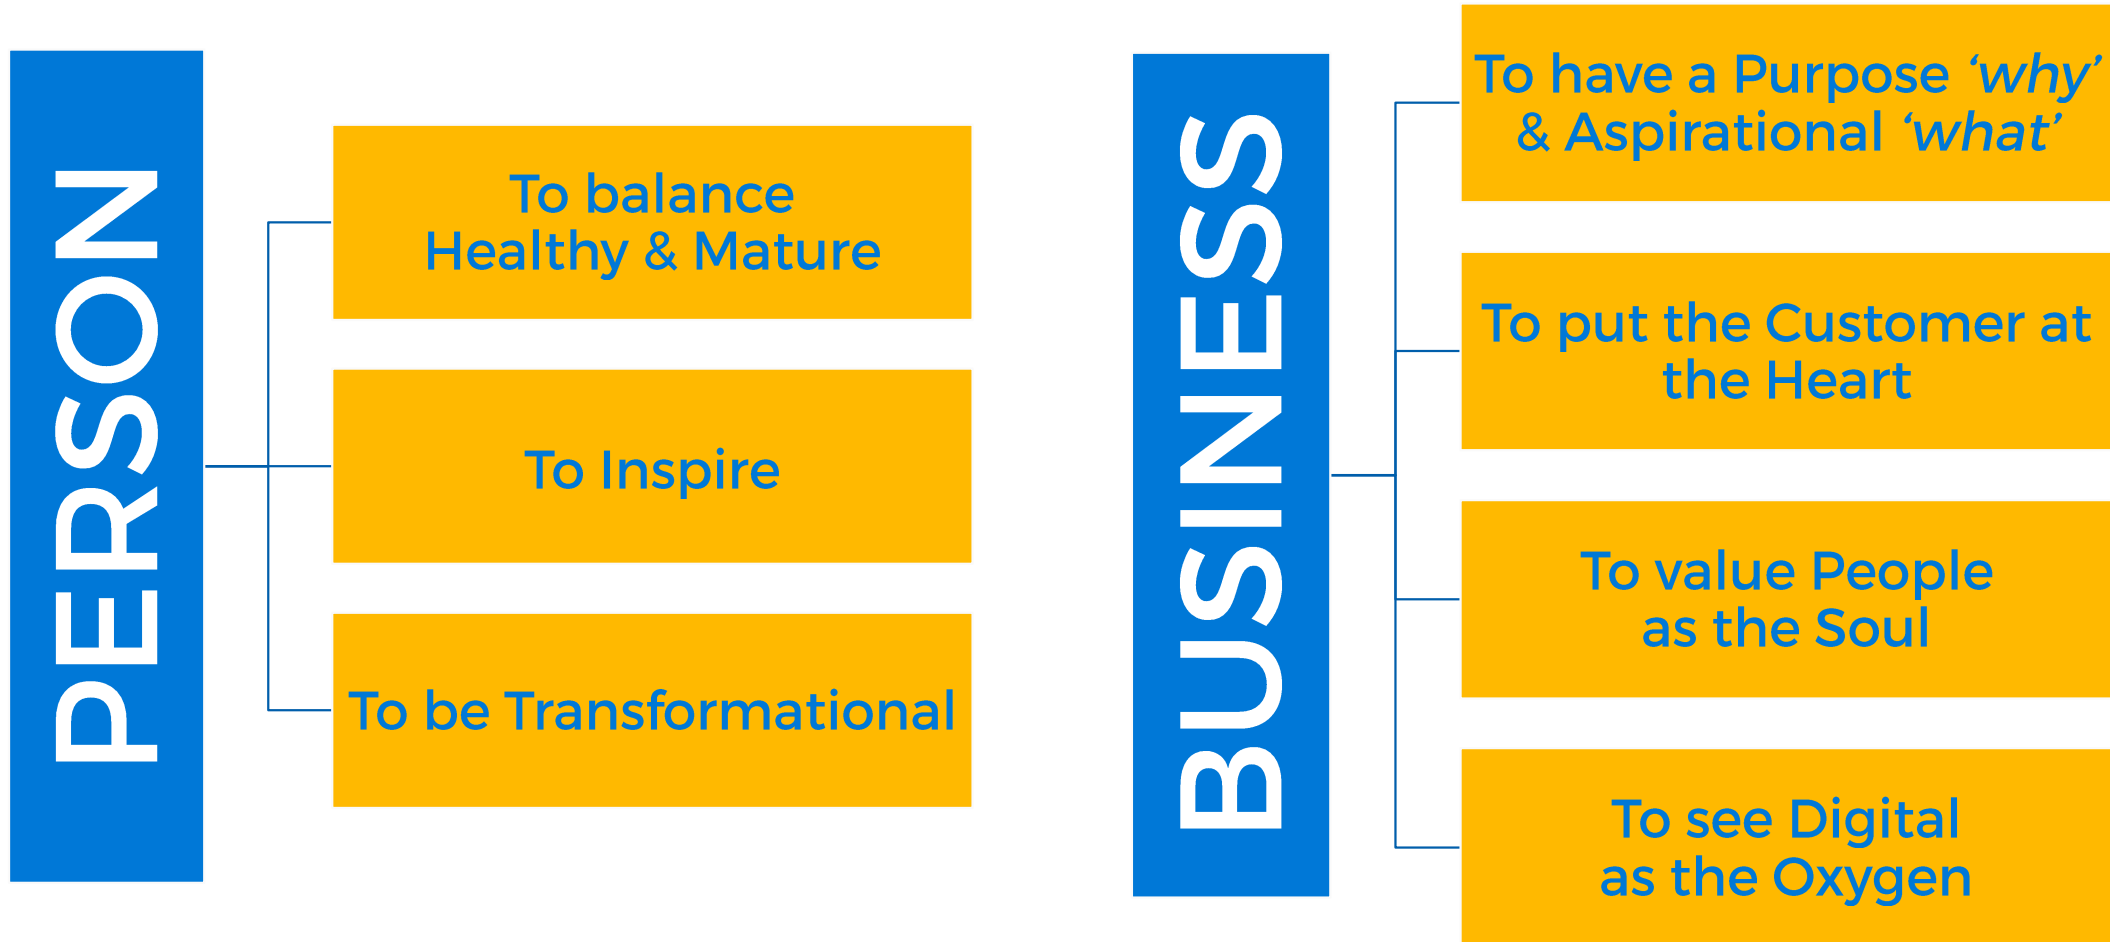 PERSON
To balance
Healthy & Mature
To Inspire
To be Transformational
BUSINESS
To have a Purpose ‘why’
& Aspirational ‘what’
To put the Customer at
the Heart
To value People
as the Soul
To see Digital
as the Oxygen